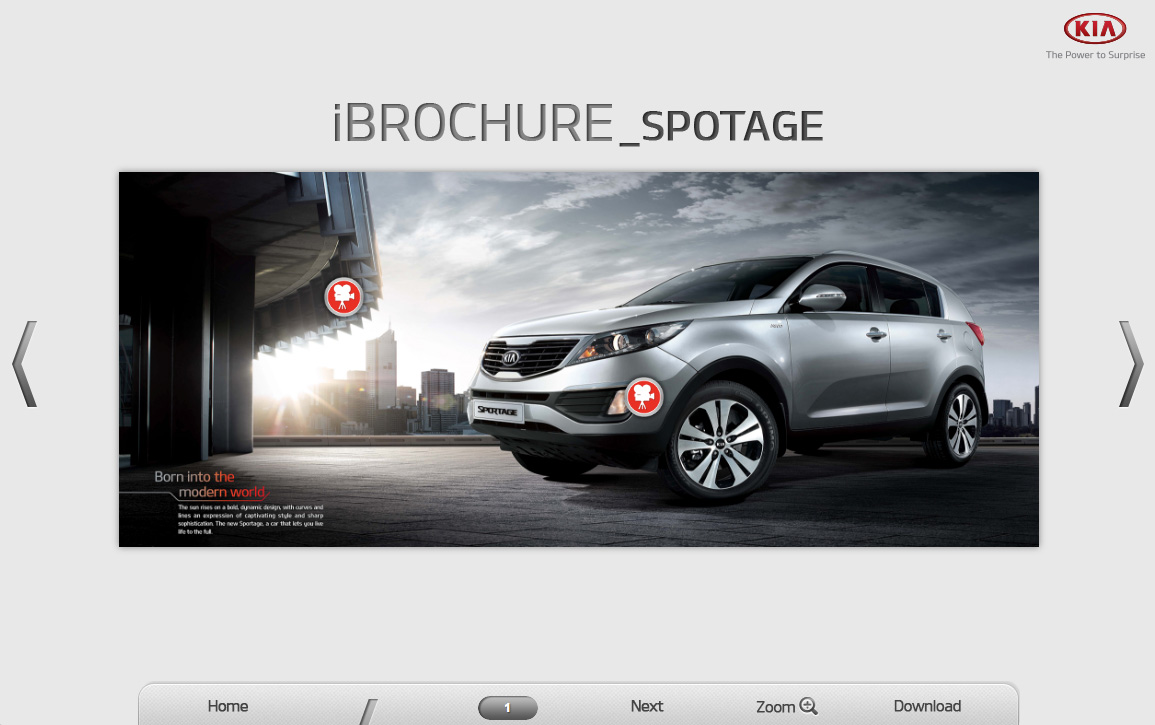 KIA
The Power to Surprise
iBROCHURE_SPOTAGE
KIA
SPORTAGE
Born into the
modern world
The sun rises on a bold, dynamic design, with curves and
lines an expression of captivating style and sharp
sophistication. The new Sportage, a car that lets you live
life to the full.
Home
1
Next
Zoom
Download